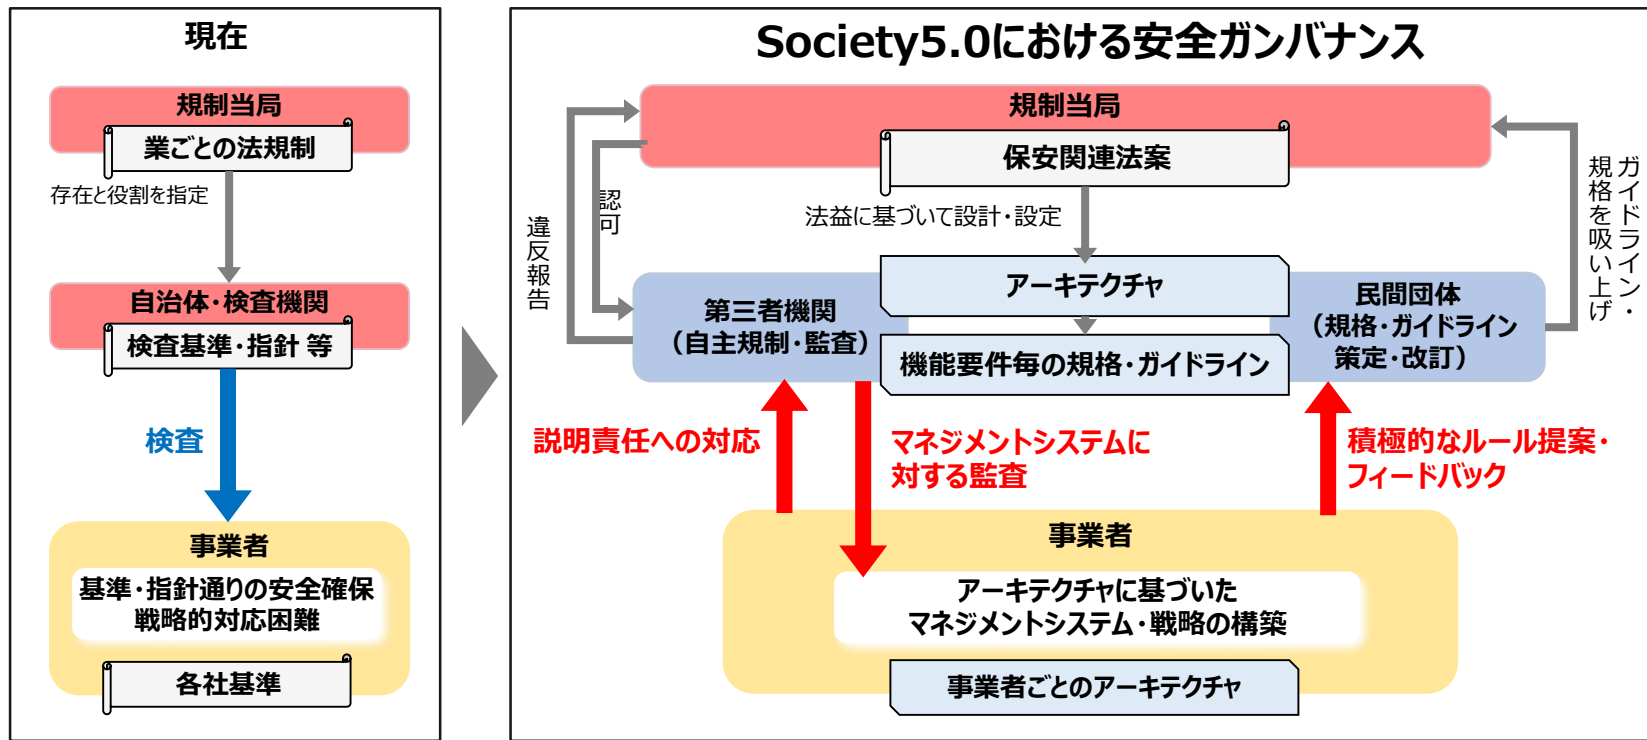 現在
規制当局
業ごとの法規制
存在と役割を指定
自治体・検査機関
検査基準・指針 等
検査
事業者
基準・指針通りの安全確保
戦略的対応困難
各社基準
Society5.0における安全ガンバナンス
規制当局
保安関連法案
法益に基づいて設計・設定
違反報告
認可
ガイドライン・
規格を吸い上げ
アーキテクチャ
第三者機関
（自主規制・監査）
機能要件毎の規格・ガイドライン
民間団体
（規格・ガイドライン
策定・改訂）
説明責任への対応
マネジメントシステムに
対する監査
積極的なルール提案・
フィードバック
事業者
アーキテクチャに基づいた
マネジメントシステム・戦略の構築
事業者ごとのアーキテクチャ